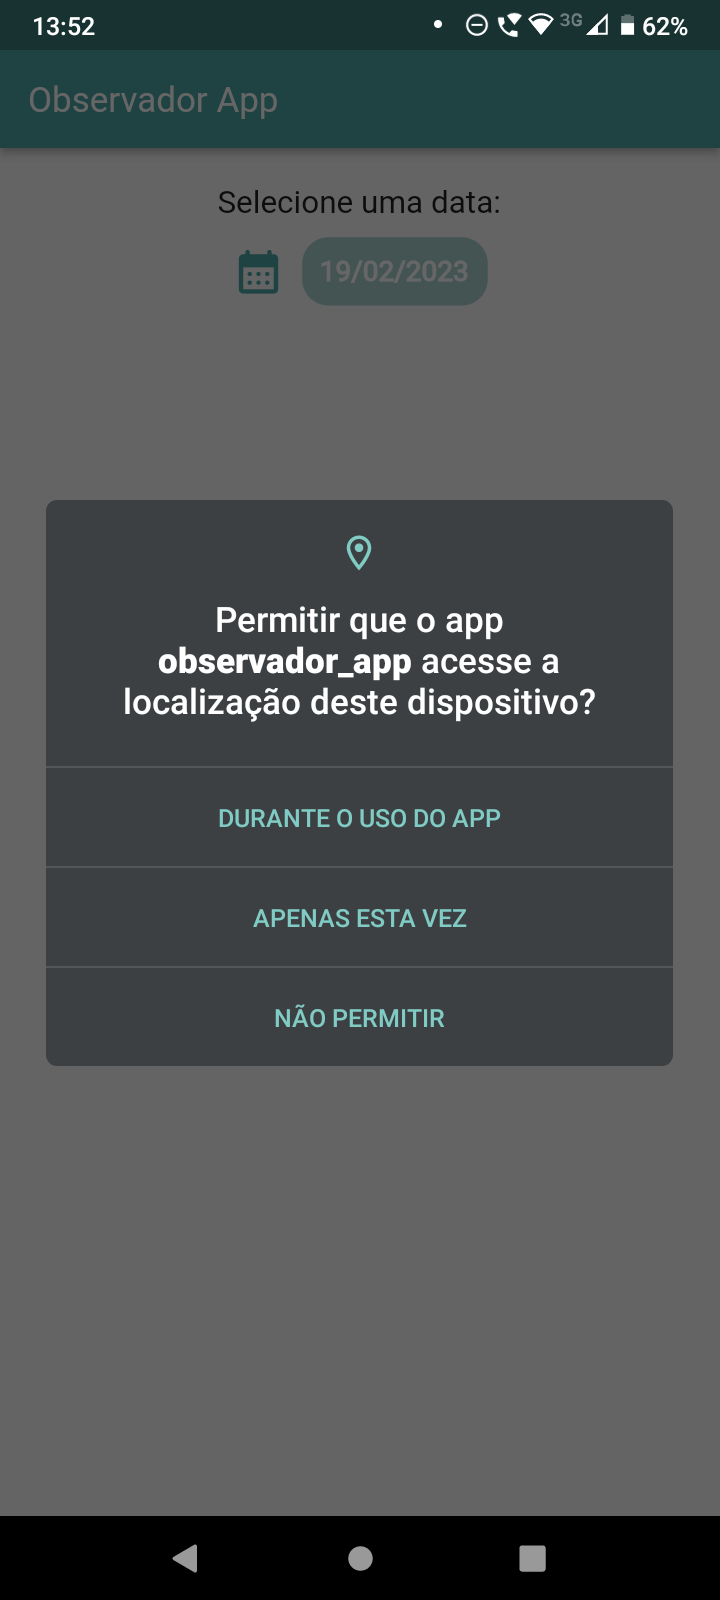 13:52
3G
62%
Observador App
Selecione uma data:
19/02/2023
Permitir que o app
observador_app acesse a
localização deste dispositivo?
DURANTE O USO DO APP
APENAS ESTA VEZ
NÃO PERMITIR